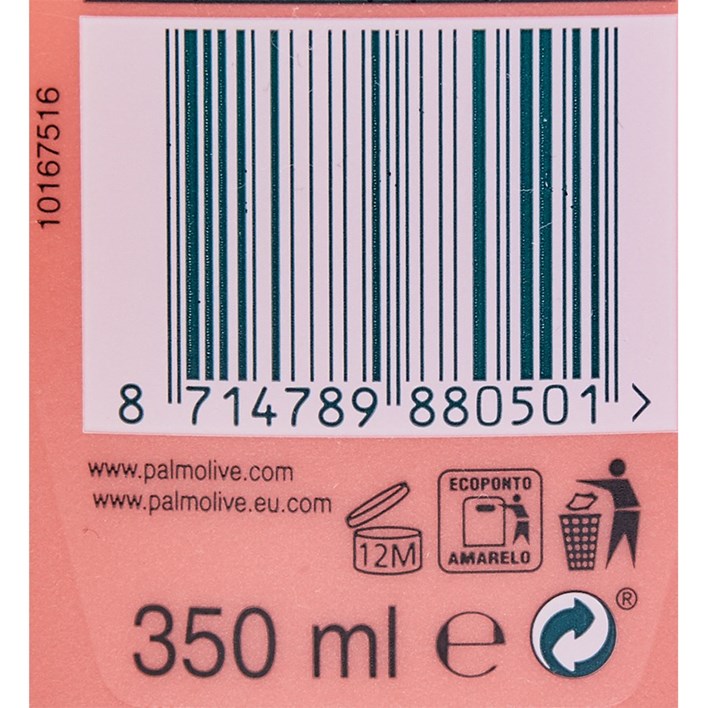 10167516
8 714789 880501 >
www.palmolive.com
www.palmolive.eu.com
12M
ECOPONTO
AMARELO
350 ml e
®